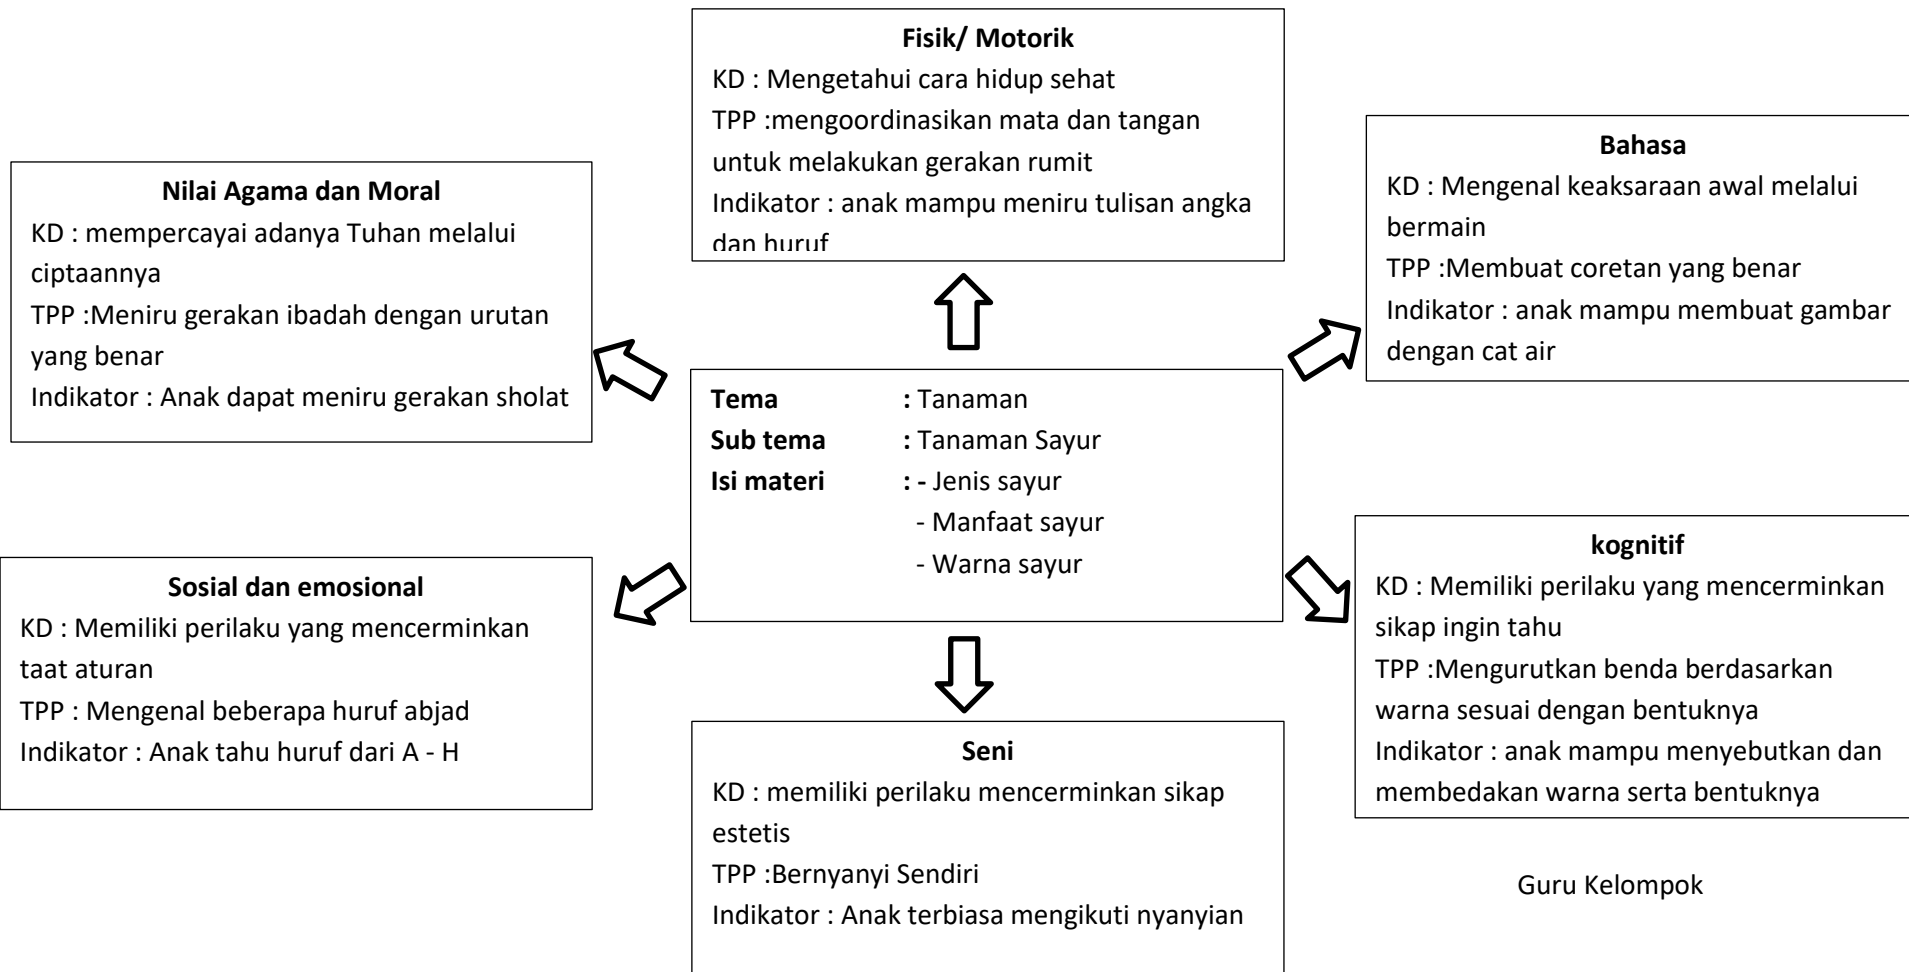 Fisik/ Motorik
KD : Mengetahui cara hidup sehat
TPP :mengoordinasikan mata dan tangan
untuk melakukan gerakan rumit
Indikator : anak mampu meniru tulisan angka
dan huruf
Bahasa
KD : Mengenal keaksaraan awal melalui
bermain
TPP :Membuat coretan yang benar
Indikator : anak mampu membuat gambar
dengan cat air
Nilai Agama dan Moral
KD : mempercayai adanya Tuhan melalui
ciptaannya
TPP :Meniru gerakan ibadah dengan urutan
yang benar
Indikator : Anak dapat meniru gerakan sholat
Tema : Tanaman
Sub tema : Tanaman Sayur
Isi materi : - Jenis sayur
- Manfaat sayur
- Warna sayur
kognitif
KD : Memiliki perilaku yang mencerminkan
sikap ingin tahu
TPP :Mengurutkan benda berdasarkan
warna sesuai dengan bentuknya
Indikator : anak mampu menyebutkan dan
membedakan warna serta bentuknya
Sosial dan emosional
KD : Memiliki perilaku yang mencerminkan
taat aturan
TPP : Mengenal beberapa huruf abjad
Indikator : Anak tahu huruf dari A - H
Seni
KD : memiliki perilaku mencerminkan sikap
estetis
TPP :Bernyanyi Sendiri
Indikator : Anak terbiasa mengikuti nyanyian
Guru Kelompok